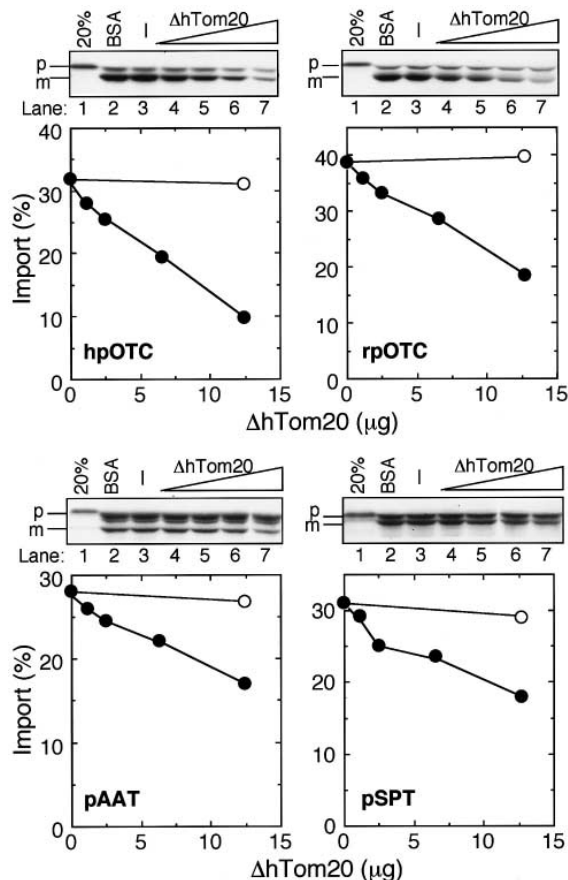 20% BSA – ΔhTom20
p
m
Lane: 1 2 3 4 5 6 7
40
30
20
10
0
Import (%)
hpOTC
0 5 10 15
20% BSA – ΔhTom20
p
m
1 2 3 4 5 6 7
50
40
30
20
10
0
rpOTC
0 5 10 15
ΔhTom20 (μg)
20% BSA – ΔhTom20
p
m
Lane: 1 2 3 4 5 6 7
30
20
10
0
Import (%)
pAAT
0 5 10 15
20% BSA – ΔhTom20
p
m
1 2 3 4 5 6 7
30
20
10
0
pSPT
0 5 10 15
ΔhTom20 (μg)